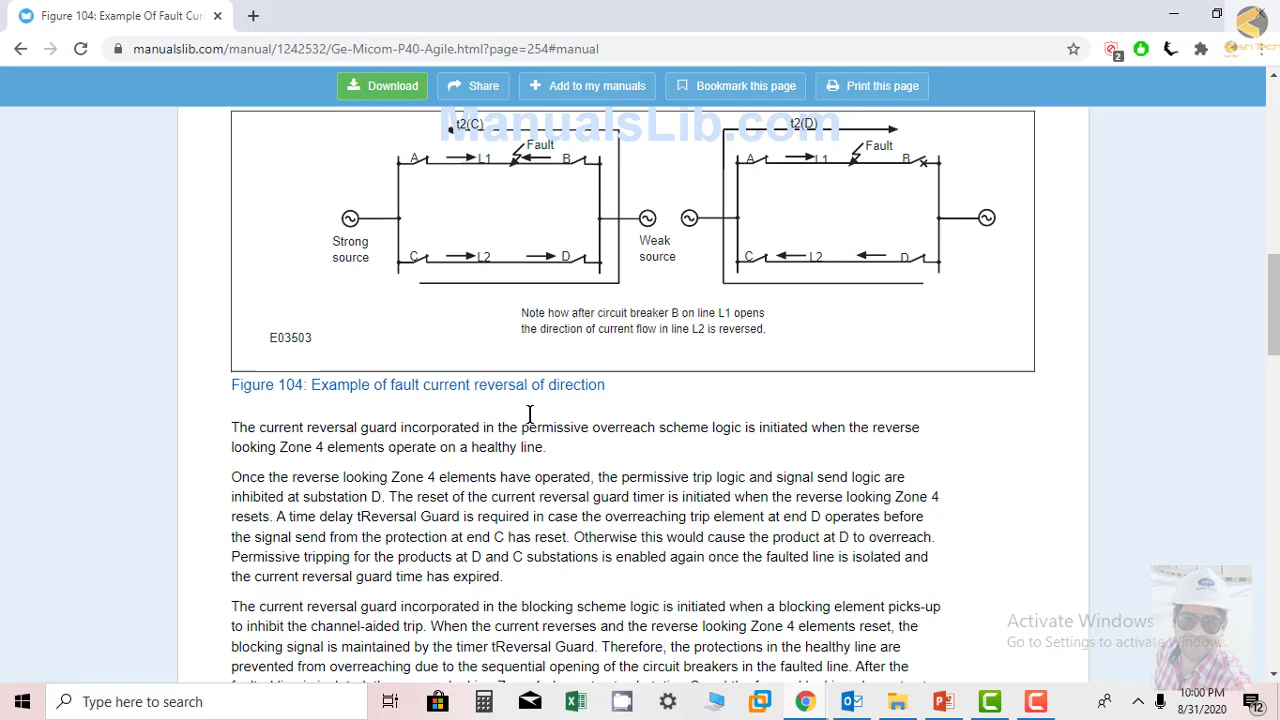 Figure 104: Example Of Fault Cur
manualslib.com/manual/1242532/Ge-Micom-P40-Agile.html?page=254#manual
2
Download
Share
Add to my manuals
Bookmark this page
Print this page
ManualsLib.com
t2(C)
t2(D)
Fault
Fault
A
L1
B
A
L1
B
Strong
source
Weak
source
C
L2
D
C
L2
D
Note how after circuit breaker B on line L1 opens
the direction of current flow in line L2 is reversed.
E03503
Figure 104: Example of fault current reversal of direction
The current reversal guard incorporated in the permissive overreach scheme logic is initiated when the reverse
looking Zone 4 elements operate on a healthy line.
Once the reverse looking Zone 4 elements have operated, the permissive trip logic and signal send logic are
inhibited at substation D. The reset of the current reversal guard timer is initiated when the reverse looking Zone 4
resets. A time delay tReversal Guard is required in case the overreaching trip element at end D operates before
the signal send from the protection at end C has reset. Otherwise this would cause the product at D to overreach.
Permissive tripping for the products at D and C substations is enabled again once the faulted line is isolated and
the current reversal guard time has expired.
The current reversal guard incorporated in the blocking scheme logic is initiated when a blocking element picks-up
to inhibit the channel-aided trip. When the current reverses and the reverse looking Zone 4 elements reset, the
blocking signal is maintained by the timer tReversal Guard. Therefore, the protections in the healthy line are
prevented from overreaching due to the sequential opening of the circuit breakers in the faulted line. After the
Activate Windows
Go to Settings to activate Windows.
Type here to search
10:00 PM
8/31/2020
12